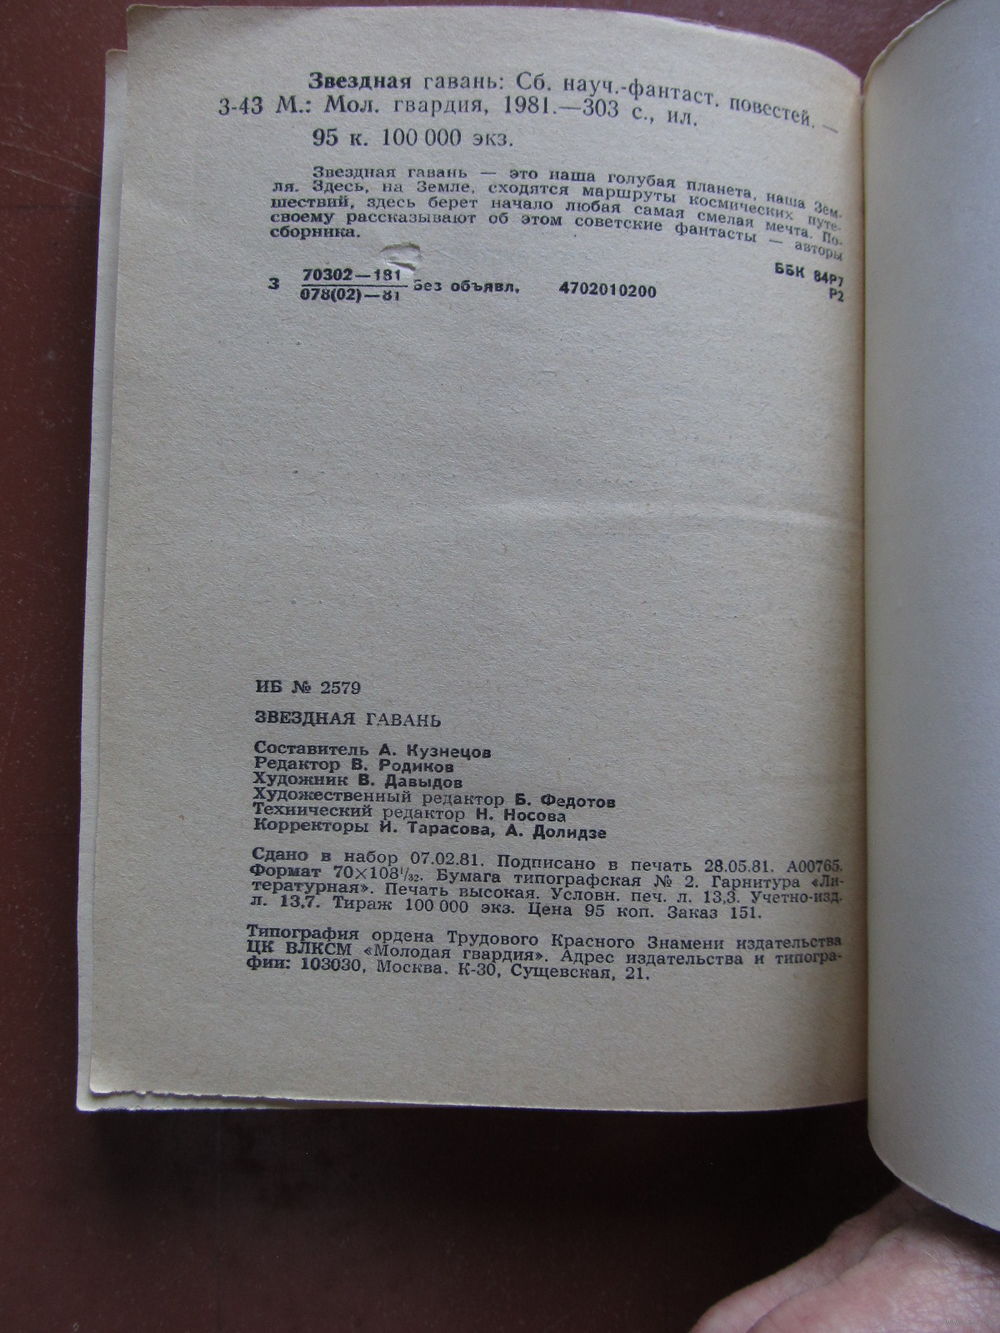 Звездная гавань: Сб. науч.-фантаст. повестей. —
З-43 М.: Мол. гвардия, 1981.—303 с., ил.
95 к. 100 000 экз.
Звездная гавань — это наша голубая планета, наша Зем-
ля. Здесь, на Земле, сходятся маршруты космических путе-
шествий, здесь берет начало любая самая смелая мечта. По-
своему рассказывают об этом советские фантасты — авторы
сборника.
З 70302—181
078(02)—81 Без объявл. 4702010200
ББК 84Р7
Р2
ИБ № 2579
ЗВЕЗДНАЯ ГАВАНЬ
Составитель А. Кузнецов
Редактор В. Родиков
Художник В. Давыдов
Художественный редактор Б. Федотов
Технический редактор Н. Носова
Корректоры И. Тарасова, А. Долидзе
Сдано в набор 07.02.81. Подписано в печать 28.05.81. А00765.
Формат 70×108¹/₃₂. Бумага типографская № 2. Гарнитура «Ли-
тературная». Печать высокая. Условн. печ. л. 13,3. Учетно-изд.
л. 13,7. Тираж 100 000 экз. Цена 95 коп. Заказ 151.
Типография ордена Трудового Красного Знамени издательства
ЦК ВЛКСМ «Молодая гвардия». Адрес издательства и типогра-
фии: 103030, Москва. К-30, Сущевская, 21.